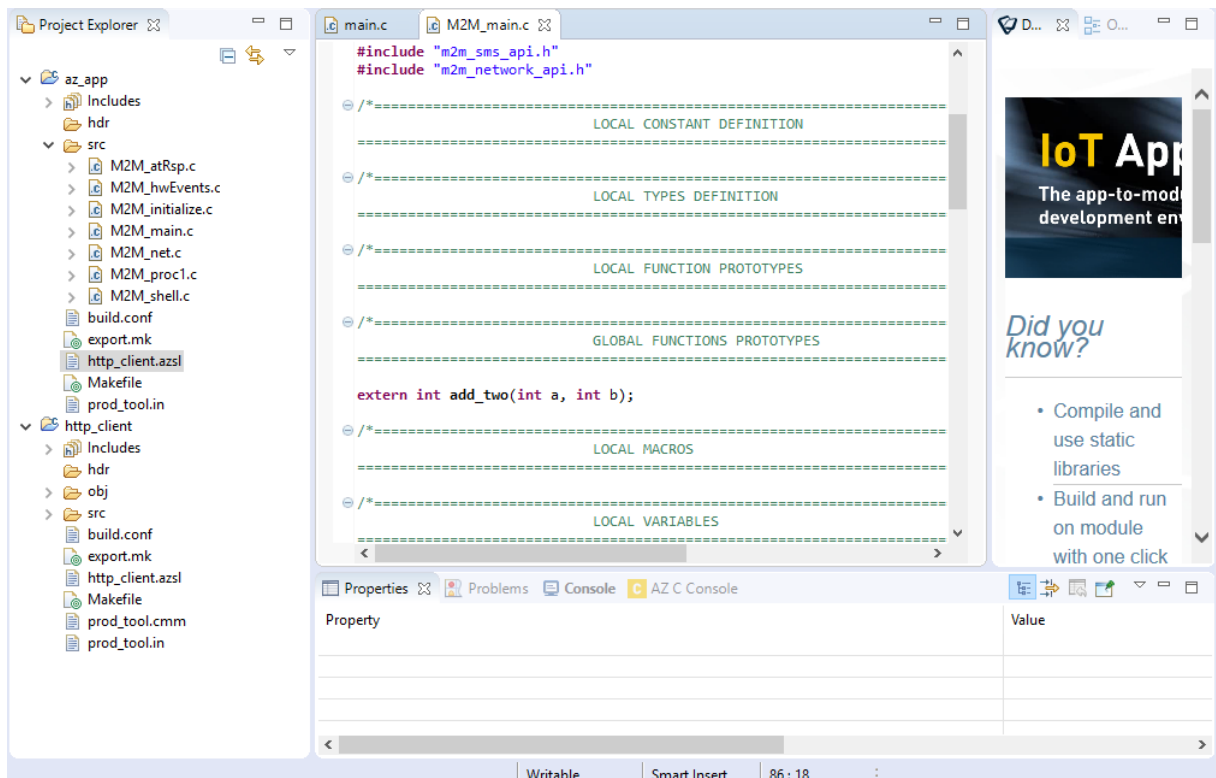 Project Explorer
az_app
Includes
hdr
src
M2M_atRsp.c
M2M_hwEvents.c
M2M_initialize.c
M2M_main.c
M2M_net.c
M2M_proc1.c
M2M_shell.c
build.conf
export.mk
http_client.azsl
Makefile
prod_tool.in
http_client
Includes
hdr
obj
src
build.conf
export.mk
http_client.azsl
Makefile
prod_tool.cmm
prod_tool.in
main.c M2M_main.c
#include "m2m_sms_api.h"
#include "m2m_network_api.h"
/*=====================================================================
LOCAL CONSTANT DEFINITION
=======================================================================
/*=====================================================================
LOCAL TYPES DEFINITION
=======================================================================
/*=====================================================================
LOCAL FUNCTION PROTOTYPES
=======================================================================
/*=====================================================================
GLOBAL FUNCTIONS PROTOTYPES
=======================================================================
extern int add_two(int a, int b);
/*=====================================================================
LOCAL MACROS
=======================================================================
/*=====================================================================
LOCAL VARIABLES
=======================================================================
D... O...
IoT App
The app-to-modu
development env
Did you
know?
• Compile and
use static
libraries
• Build and run
on module
with one click
Properties Problems Console C AZ C Console
Property Value
Writable Smart Insert 86 : 18